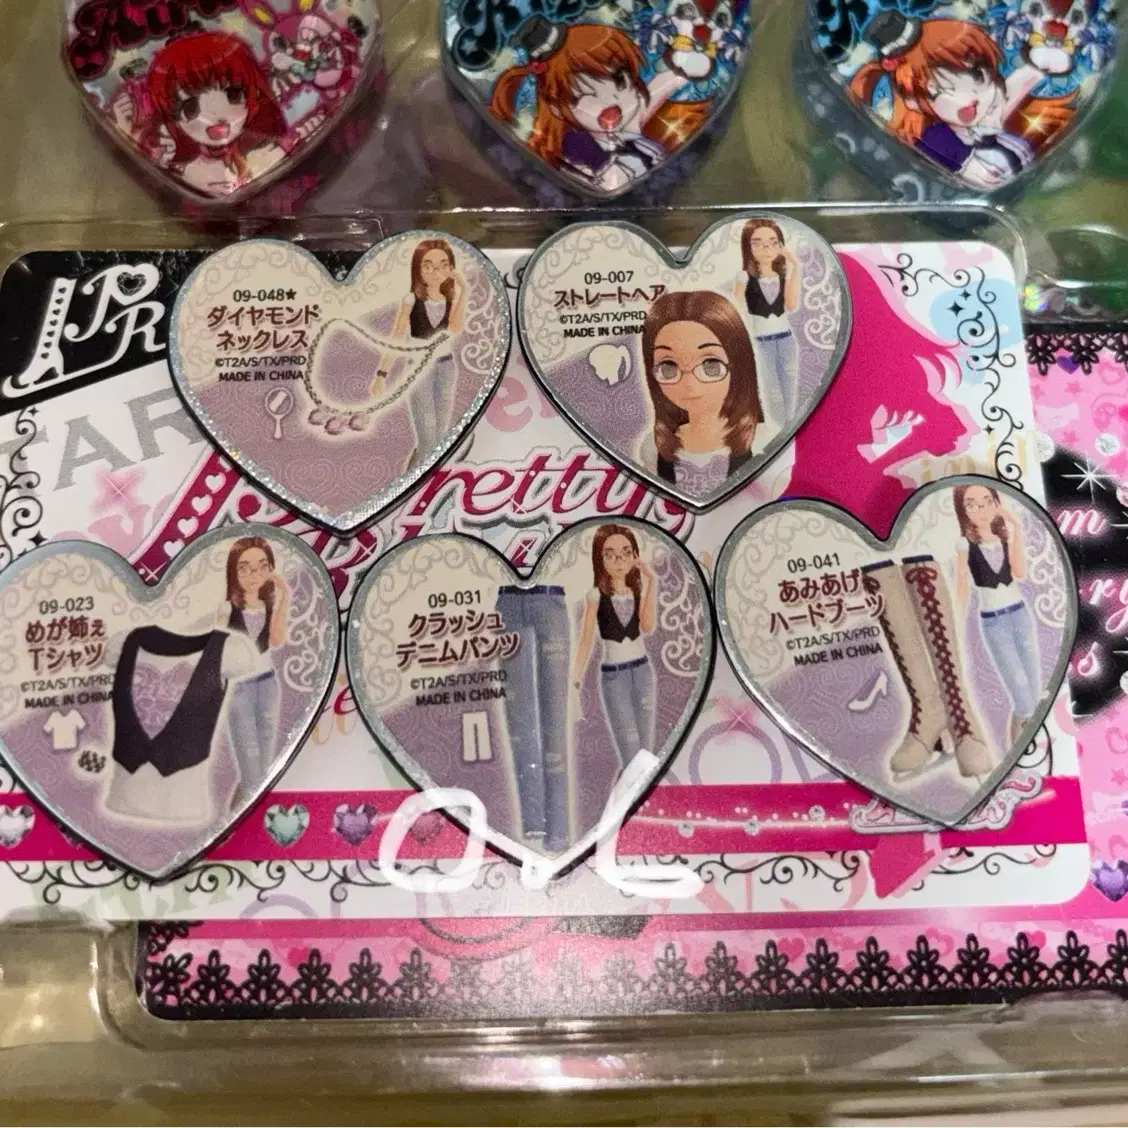 PR
TAR
Pretty
09-048★
ダイヤモンド
ネックレス
©T2A/S/TX/PRD
MADE IN CHINA
09-007
ストレートヘア
©T2A/S/TX/PRD
MADE IN CHINA
09-023
めが姉ぇ
Tシャツ
©T2A/S/TX/PRD
MADE IN CHINA
09-031
クラッシュ
デニムパンツ
©T2A/S/TX/PRD
MADE IN CHINA
09-041
あみあげ
ハードブーツ
©T2A/S/TX/PRD
MADE IN CHINA
0.6